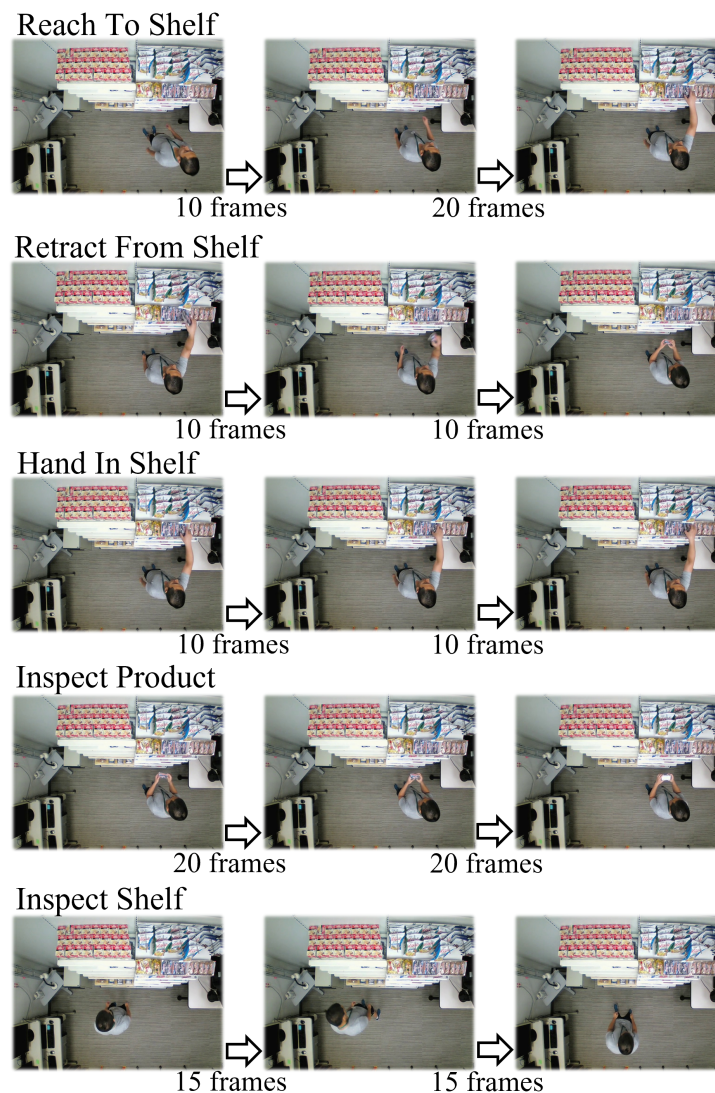 Reach To Shelf
10 frames
20 frames
Retract From Shelf
10 frames
10 frames
Hand In Shelf
10 frames
10 frames
Inspect Product
20 frames
20 frames
Inspect Shelf
15 frames
15 frames